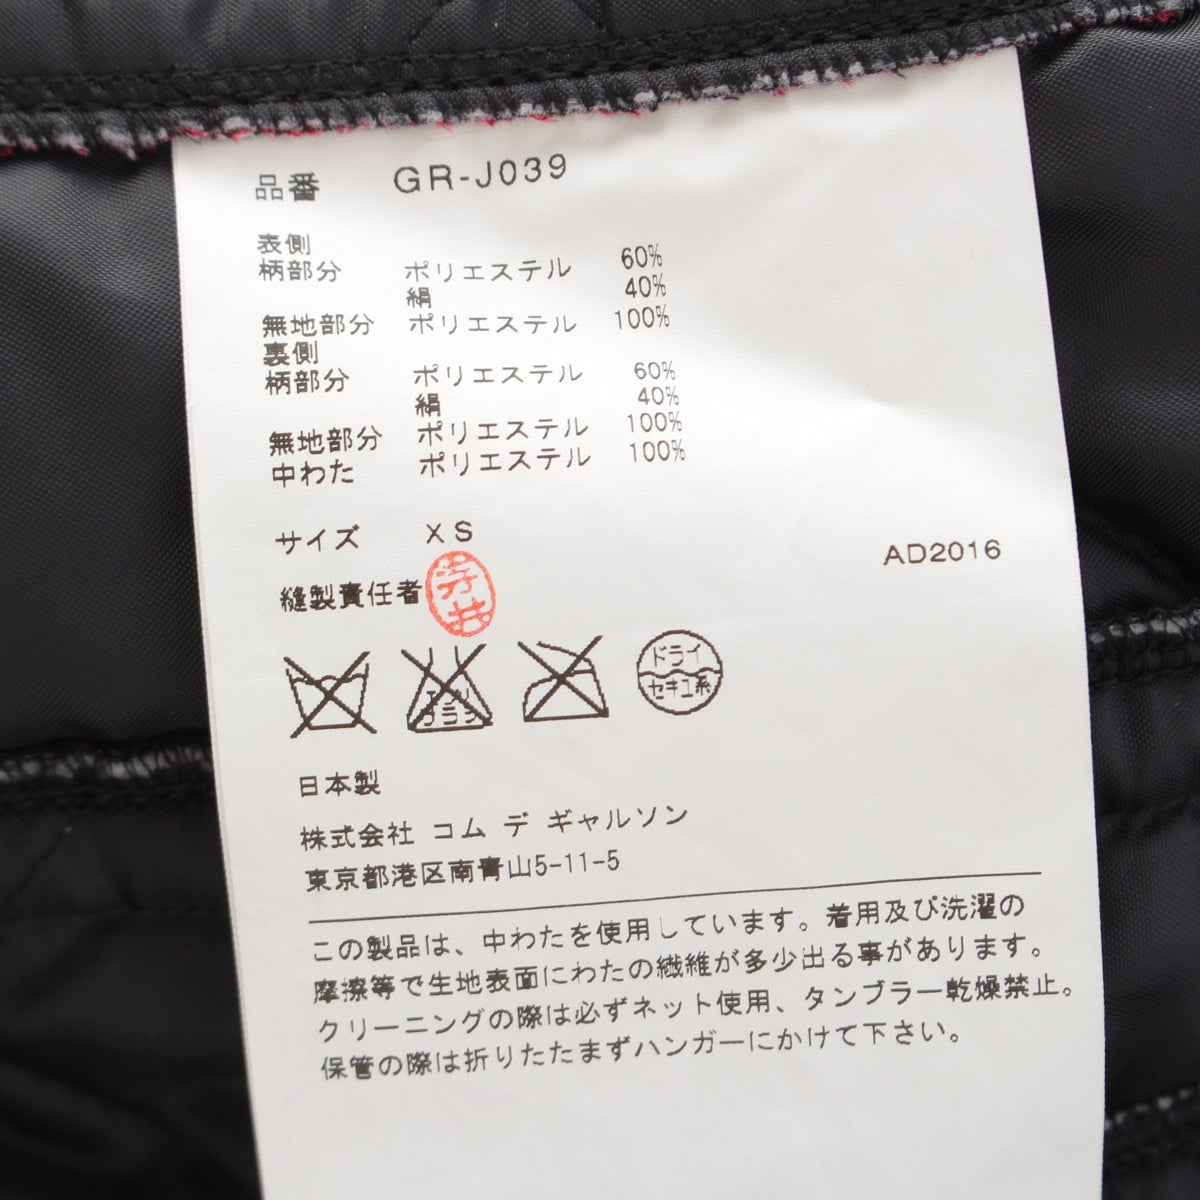 品番 GR-J039
表側
柄部分 ポリエステル 60%
絹 40%
無地部分 ポリエステル 100%
裏側
柄部分 ポリエステル 60%
絹 40%
無地部分 ポリエステル 100%
中わた ポリエステル 100%
サイズ XS
AD2016
縫製責任者
エンソ
サラシ
ドライ
セキユ系
日本製
株式会社 コム デ ギャルソン
東京都港区南青山5-11-5
この製品は、中わたを使用しています。着用及び洗濯の
摩擦等で生地表面にわたの繊維が多少出る事があります。
クリーニングの際は必ずネット使用、タンブラー乾燥禁止。
保管の際は折りたたまずハンガーにかけて下さい。